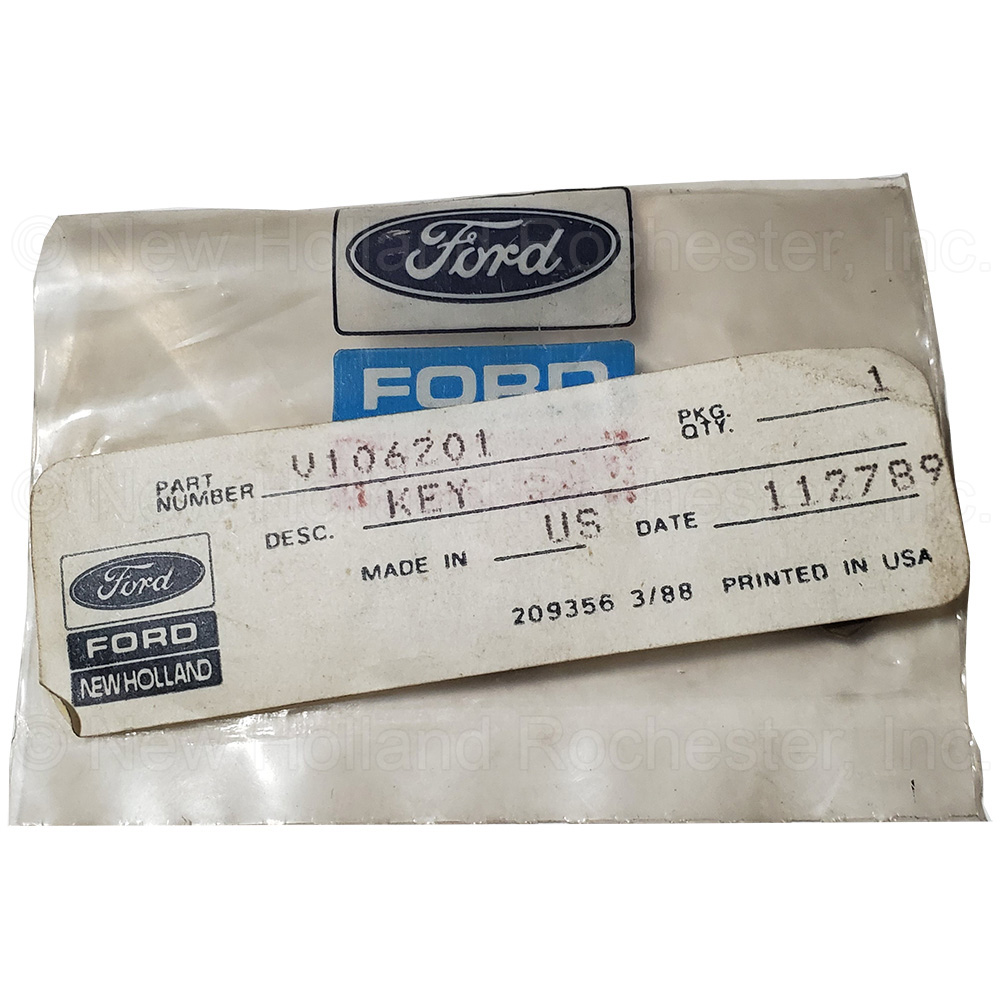 © New Holland Rochester, Inc.
Ford
FORD
PART NUMBER V106201 PKG. QTY. 1
DESC. KEY
MADE IN US DATE 112789
209356 3/88 PRINTED IN USA
Ford
FORD
NEW HOLLAND
© New Holland Rochester, Inc.